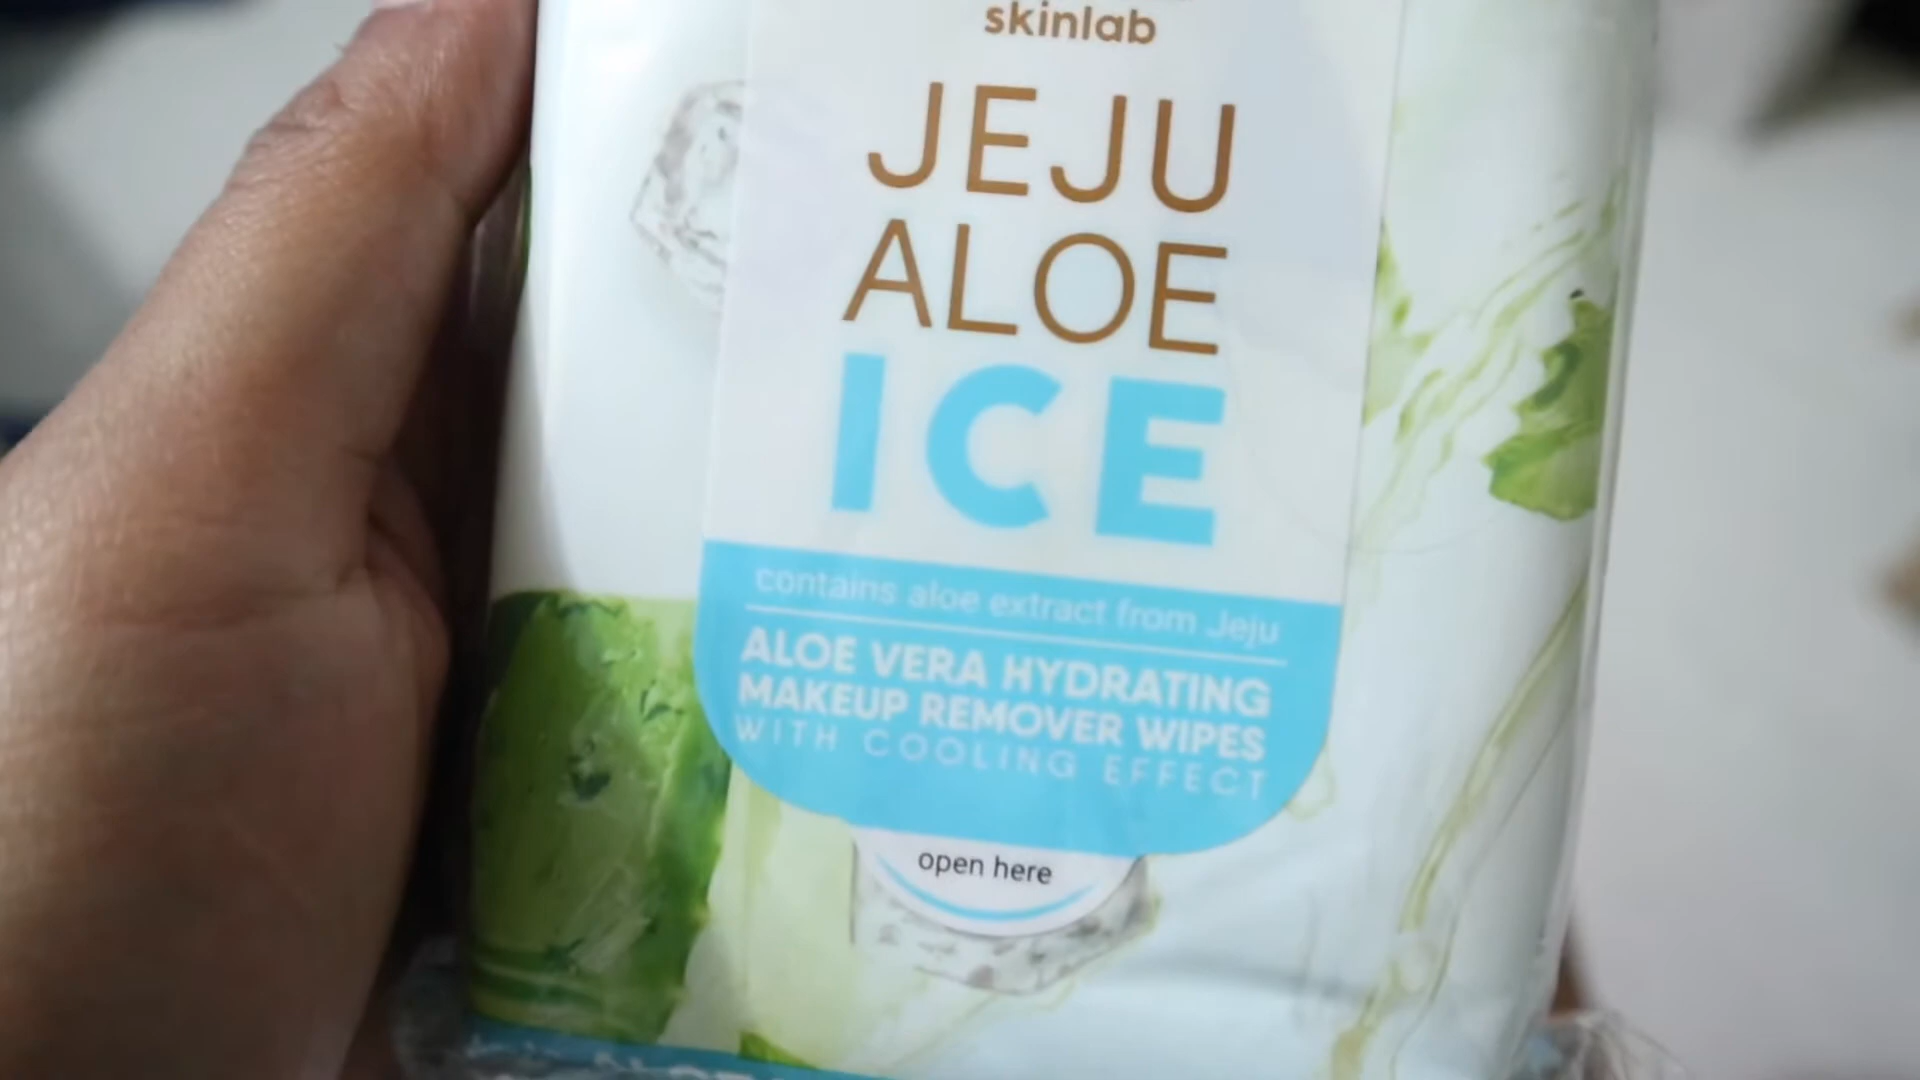 skinlab
JEJU
ALOE
ICE
contains aloe extract from Jeju
ALOE VERA HYDRATING
MAKEUP REMOVER WIPES
WITH COOLING EFFECT
open here